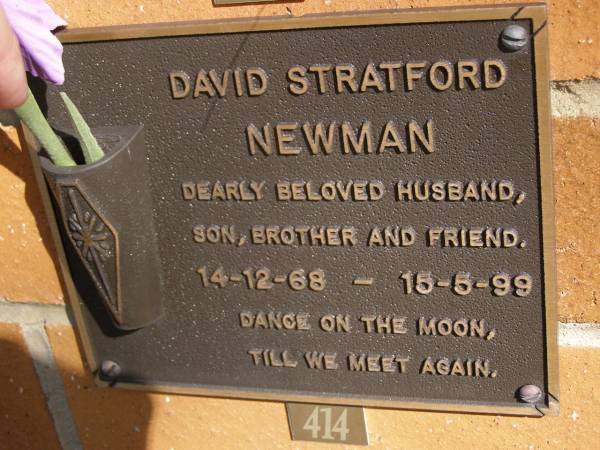 DAVID STRATFORD
NEWMAN
DEARLY BELOVED HUSBAND,
SON, BROTHER AND FRIEND.
14-12-68 - 15-5-99
DANCE ON THE MOON,
TILL WE MEET AGAIN.
414